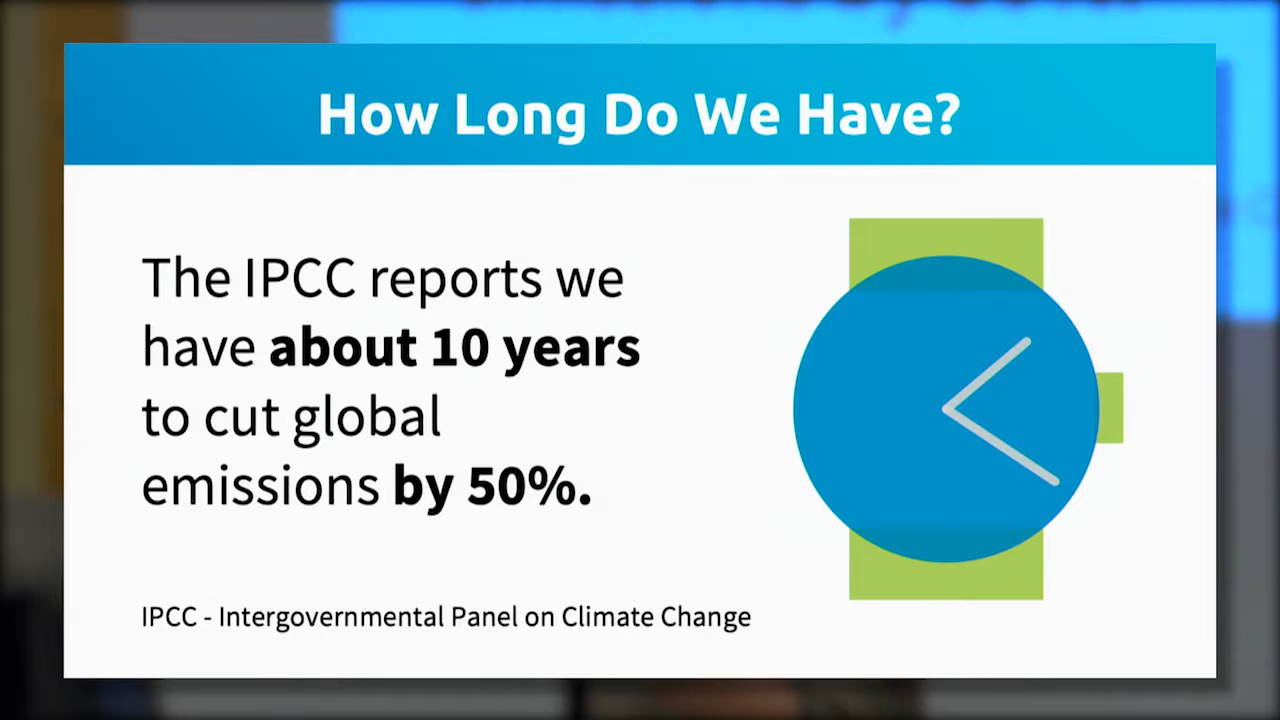 How Long Do We Have?
The IPCC reports we
have about 10 years
to cut global
emissions by 50%.
IPCC - Intergovernmental Panel on Climate Change